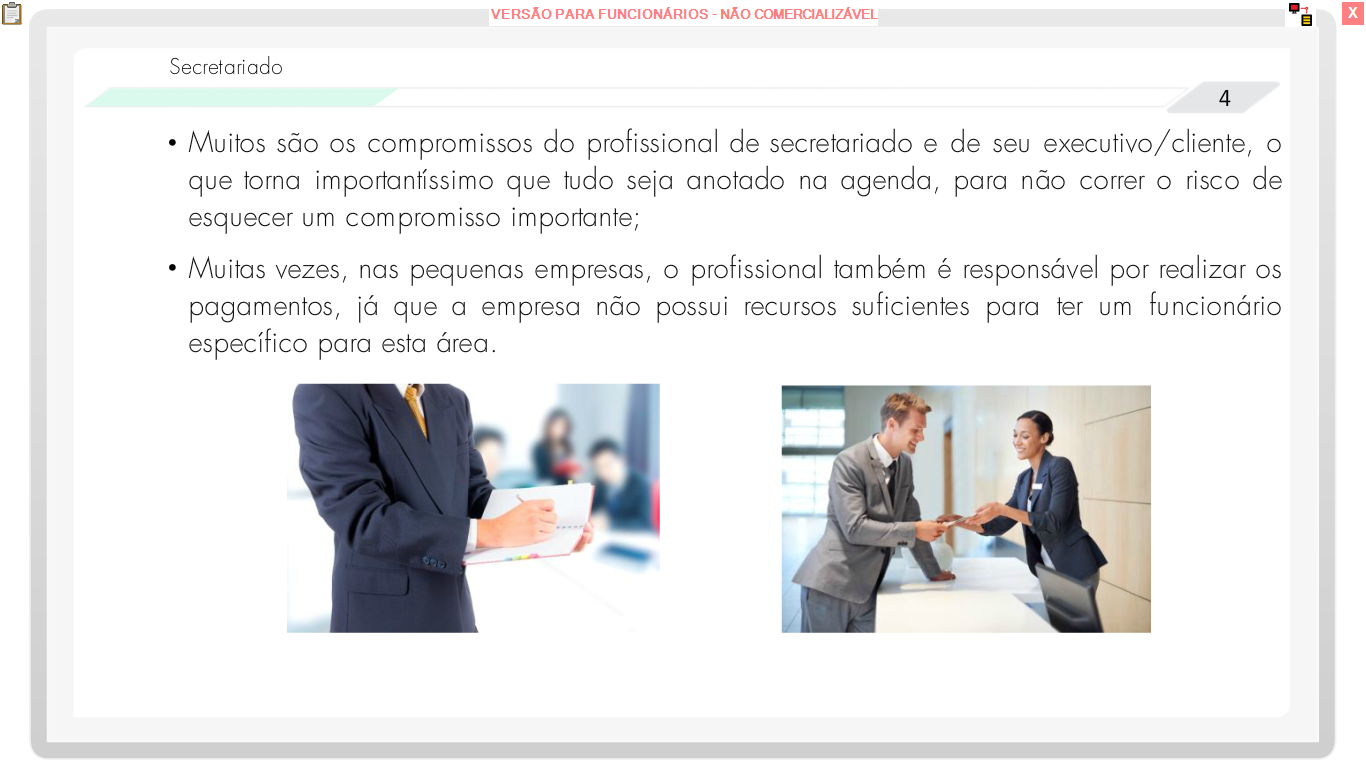 VERSÃO PARA FUNCIONÁRIOS - NÃO COMERCIALIZÁVEL
X
Secretariado
4
• Muitos são os compromissos do profissional de secretariado e de seu executivo/cliente, o
que torna importantíssimo que tudo seja anotado na agenda, para não correr o risco de
esquecer um compromisso importante;
• Muitas vezes, nas pequenas empresas, o profissional também é responsável por realizar os
pagamentos, já que a empresa não possui recursos suficientes para ter um funcionário
específico para esta área.